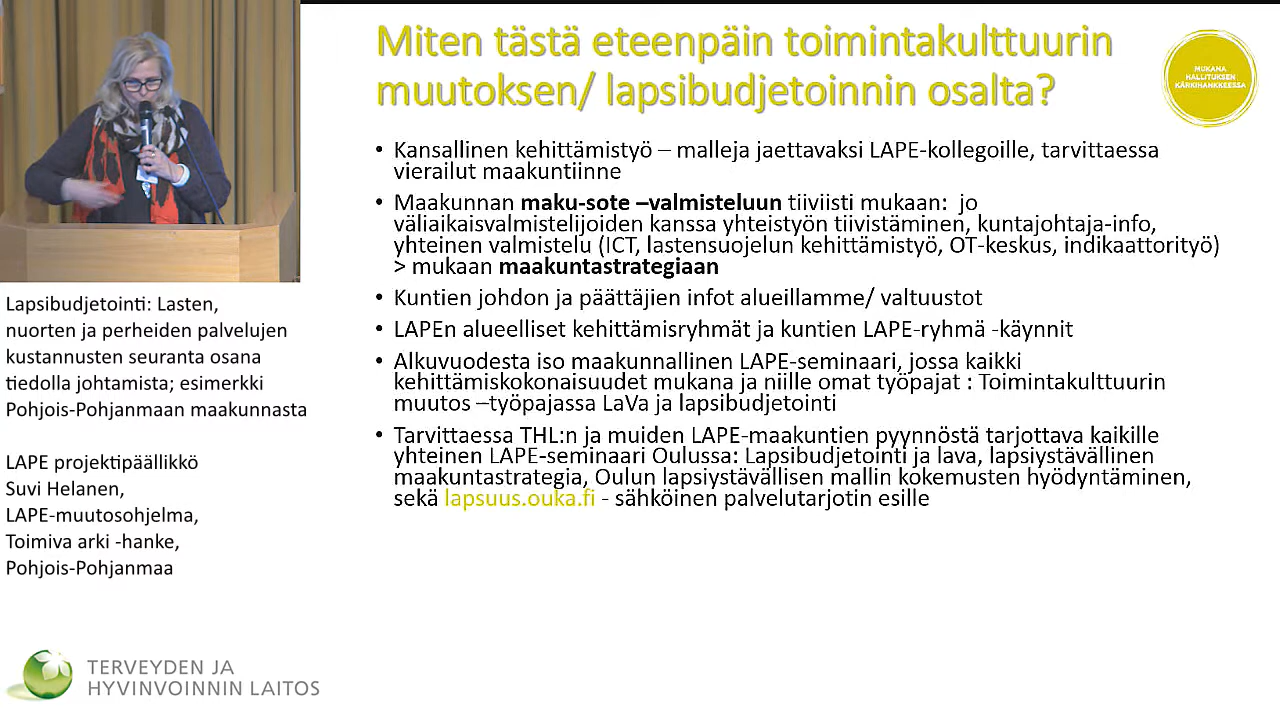 Miten tästä eteenpäin toimintakulttuurin
muutoksen/ lapsibudjetoinnin osalta?
MUKANA
HALLITUKSEN
KÄRKIHANKKEESSA
• Kansallinen kehittämistyö – malleja jaettavaksi LAPE-kollegoille, tarvittaessa
vierailut maakuntiinne
• Maakunnan maku-sote –valmisteluun tiiviisti mukaan: jo
väliaikaisvalmistelijoiden kanssa yhteistyön tiivistäminen, kuntajohtaja-info,
yhteinen valmistelu (ICT, lastensuojelun kehittämistyö, OT-keskus, indikaattorityö)
> mukaan maakuntastrategiaan
• Kuntien johdon ja päättäjien infot alueillamme/ valtuustot
• LAPEn alueelliset kehittämisryhmät ja kuntien LAPE-ryhmä -käynnit
• Alkuvuodesta iso maakunnallinen LAPE-seminaari, jossa kaikki
kehittämiskokonaisuudet mukana ja niille omat työpajat : Toimintakulttuurin
muutos –työpajassa LaVa ja lapsibudjetointi
• Tarvittaessa THL:n ja muiden LAPE-maakuntien pyynnöstä tarjottava kaikille
yhteinen LAPE-seminaari Oulussa: Lapsibudjetointi ja lava, lapsiystävällinen
maakuntastrategia, Oulun lapsiystävällisen mallin kokemusten hyödyntäminen,
sekä lapsuus.ouka.fi - sähköinen palvelutarjotin esille
Lapsibudjetointi: Lasten,
nuorten ja perheiden palvelujen
kustannusten seuranta osana
tiedolla johtamista; esimerkki
Pohjois-Pohjanmaan maakunnasta
LAPE projektipäällikkö
Suvi Helanen,
LAPE-muutosohjelma,
Toimiva arki -hanke,
Pohjois-Pohjanmaa
TERVEYDEN JA
HYVINVOINNIN LAITOS